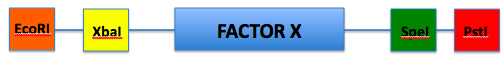 EcoRI XbaI FACTOR X SpeI PstI